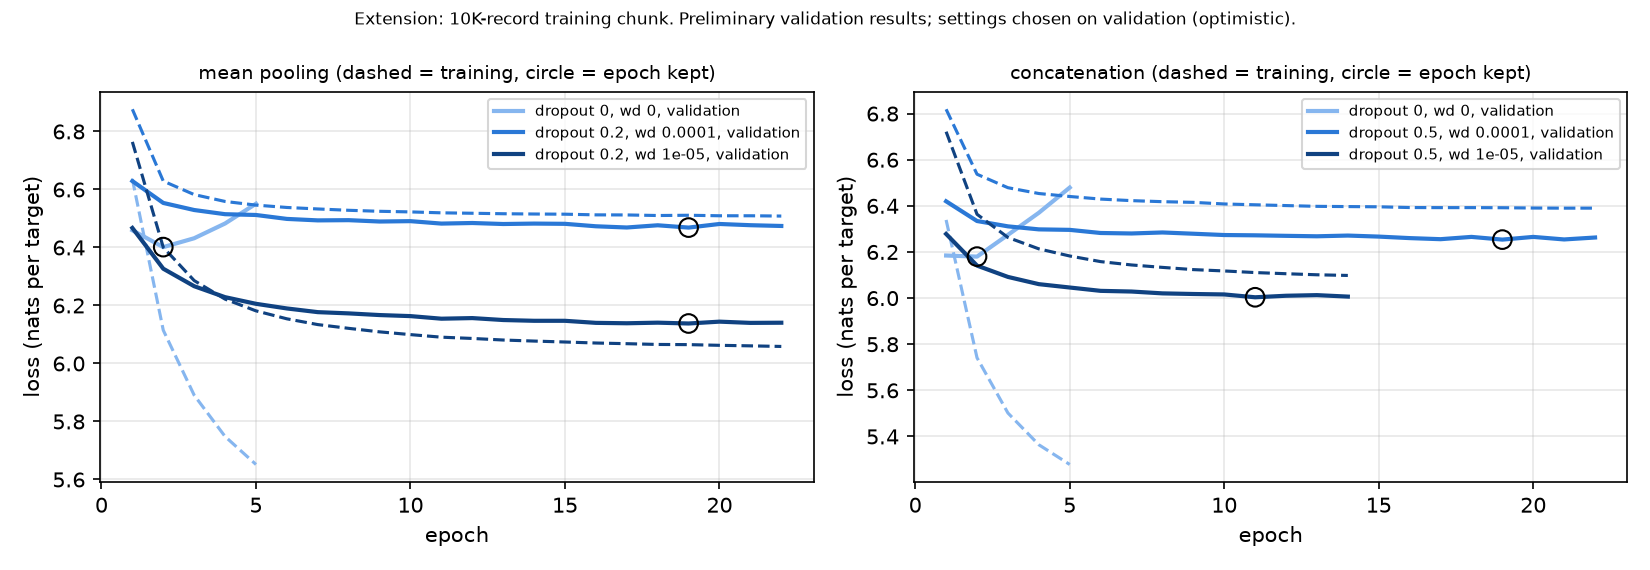 Extension: 10K-record training chunk. Preliminary validation results; settings chosen on validation (optimistic).
mean pooling (dashed = training, circle = epoch kept)
dropout 0, wd 0, validation
dropout 0.2, wd 0.0001, validation
dropout 0.2, wd 1e-05, validation
loss (nats per target)
6.8
6.6
6.4
6.2
6.0
5.8
5.6
0 5 10 15 20
epoch
concatenation (dashed = training, circle = epoch kept)
dropout 0, wd 0, validation
dropout 0.5, wd 0.0001, validation
dropout 0.5, wd 1e-05, validation
loss (nats per target)
6.8
6.6
6.4
6.2
6.0
5.8
5.6
5.4
0 5 10 15 20
epoch